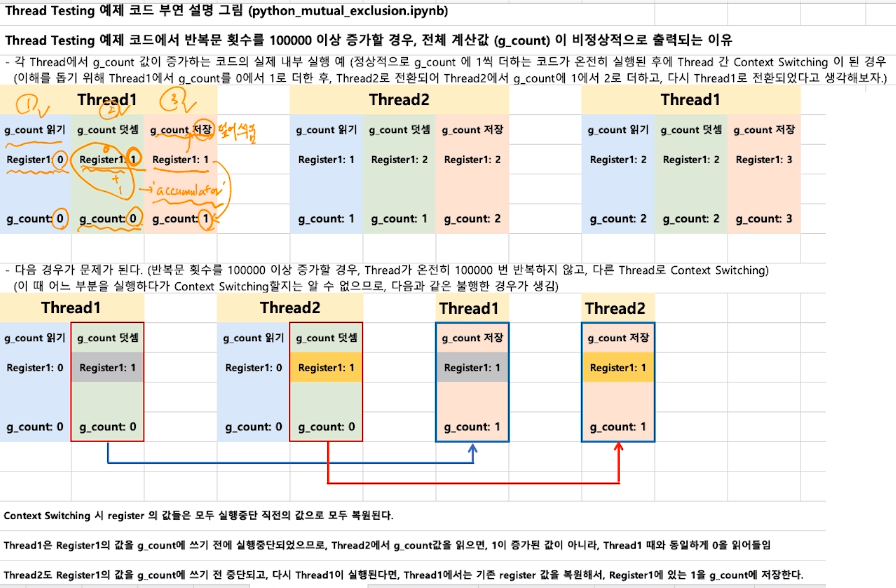 Thread Testing 예제 코드 부연 설명 그림 (python_mutual_exclusion.ipynb)
Thread Testing 예제 코드에서 반복문 횟수를 100000 이상 증가할 경우, 전체 계산값 (g_count) 이 비정상적으로 출력되는 이유
- 각 Thread에서 g_count 값이 증가하는 코드의 실제 내부 실행 예 (정상적으로 g_count 에 1씩 더하는 코드가 온전히 실행된 후에 Thread 간 Context Switching 이 된 경우
(이해를 돕기 위해 Thread1에서 g_count를 0에서 1로 더한 후, Thread2로 전환되어 Thread2에서 g_count에 1에서 2로 더하고, 다시 Thread1로 전환되었다고 생각해보자.)
① Thread1 ② ③ Thread2 Thread1
g_count 읽기 g_count 덧셈 g_count 저장 덮어씌움 g_count 읽기 g_count 덧셈 g_count 저장 g_count 읽기 g_count 덧셈 g_count 저장
Register1: 0 Register1: 1 Register1: 1 Register1: 1 Register1: 2 Register1: 2 Register1: 2 Register1: 2 Register1: 3
0
+
1 → 'accumulator'
g_count: 0 g_count: 0 g_count: 1 g_count: 1 g_count: 1 g_count: 2 g_count: 2 g_count: 2 g_count: 3
- 다음 경우가 문제가 된다. (반복문 횟수를 100000 이상 증가할 경우, Thread가 온전히 100000 번 반복하지 않고, 다른 Thread로 Context Switching)
(이 때 어느 부분을 실행하다가 Context Switching할지는 알 수 없으므로, 다음과 같은 불행한 경우가 생김)
Thread1 Thread2 Thread1 Thread2
g_count 읽기 g_count 덧셈 g_count 읽기 g_count 덧셈 g_count 저장 g_count 저장
Register1: 0 Register1: 1 Register1: 0 Register1: 1 Register1: 1 Register1: 1
g_count: 0 g_count: 0 g_count: 0 g_count: 0 g_count: 1 g_count: 1
Context Switching 시 register 의 값들은 모두 실행중단 직전의 값으로 모두 복원된다.
Thread1은 Register1의 값을 g_count에 쓰기 전에 실행중단되었으므로, Thread2에서 g_count값을 읽으면, 1이 증가된 값이 아니라, Thread1 때와 동일하게 0을 읽어들임
Thread2도 Register1의 값을 g_count에 쓰기 전 중단되고, 다시 Thread1이 실행된다면, Thread1에서는 기존 register 값을 복원해서, Register1에 있는 1을 g_count에 저장한다.